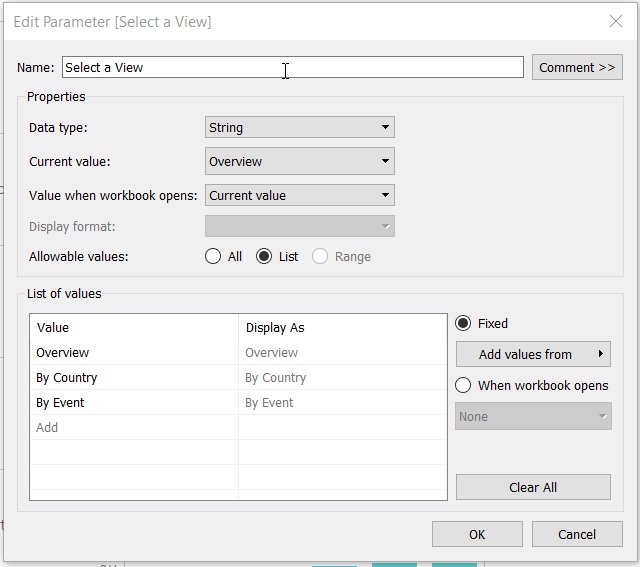 Edit Parameter [Select a View]
Name: Select a View Comment >>
Properties
Data type: String
Current value: Overview
Value when workbook opens: Current value
Display format:
Allowable values: All List Range
List of values
Value Display As Fixed
Overview Overview Add values from
By Country By Country When workbook opens
By Event By Event None
Add
Clear All
OK Cancel